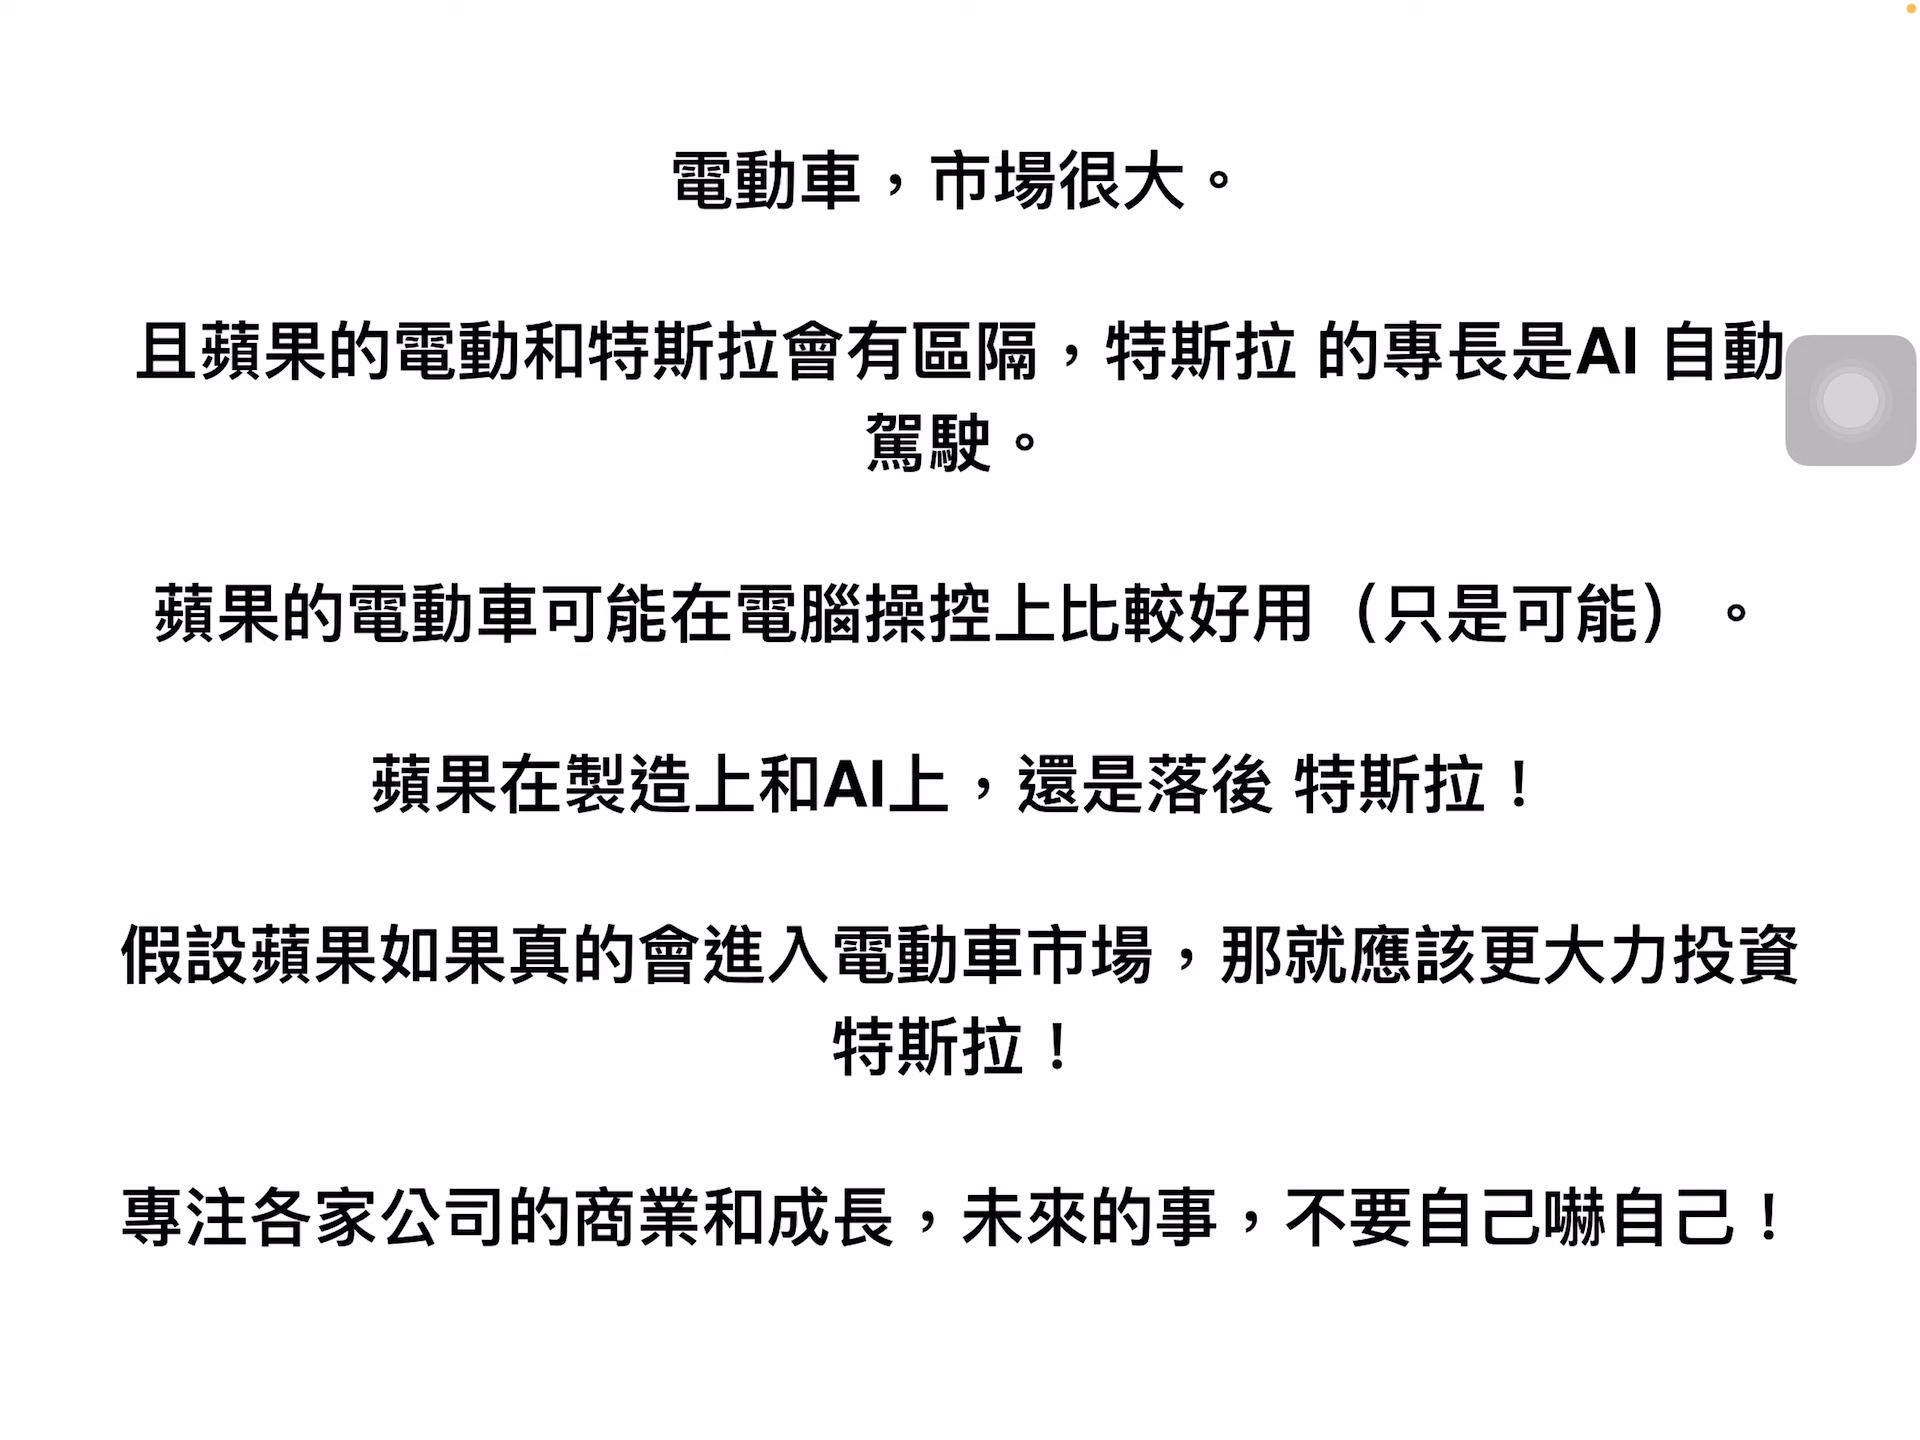 電動車，市場很大。
且蘋果的電動和特斯拉會有區隔，特斯拉 的專長是AI 自動
駕駛。
蘋果的電動車可能在電腦操控上比較好用（只是可能） 。
蘋果在製造上和AI上，還是落後 特斯拉！
假設蘋果如果真的會進入電動車市場，那就應該更大力投資
特斯拉！
專注各家公司的商業和成長，未來的事，不要自己嚇自己！